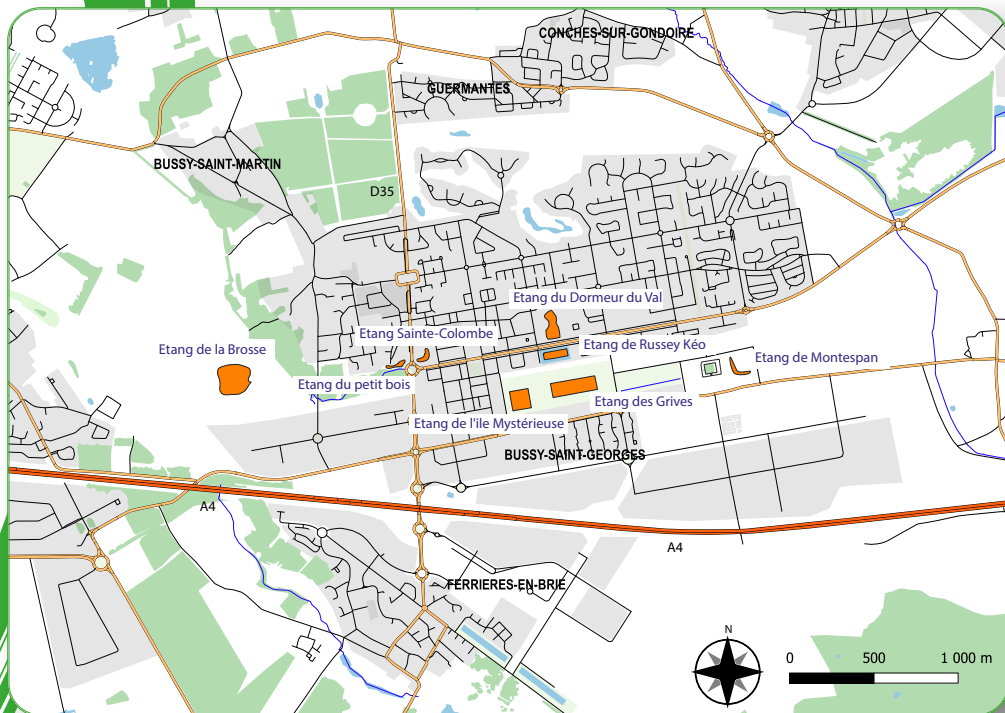 CONCHES-SUR-GONDOIRE
GUERMANTES
BUSSY-SAINT-MARTIN
D35
Etang du Dormeur du Val
Etang Sainte-Colombe
Etang de Russey Kéo
Etang de la Brosse
Etang de Montespan
Etang du petit bois
Etang des Grives
Etang de l'ile Mystérieuse
BUSSY-SAINT-GEORGES
A4
A4
FERRIERES-EN-BRIE
N
0 500 1 000 m